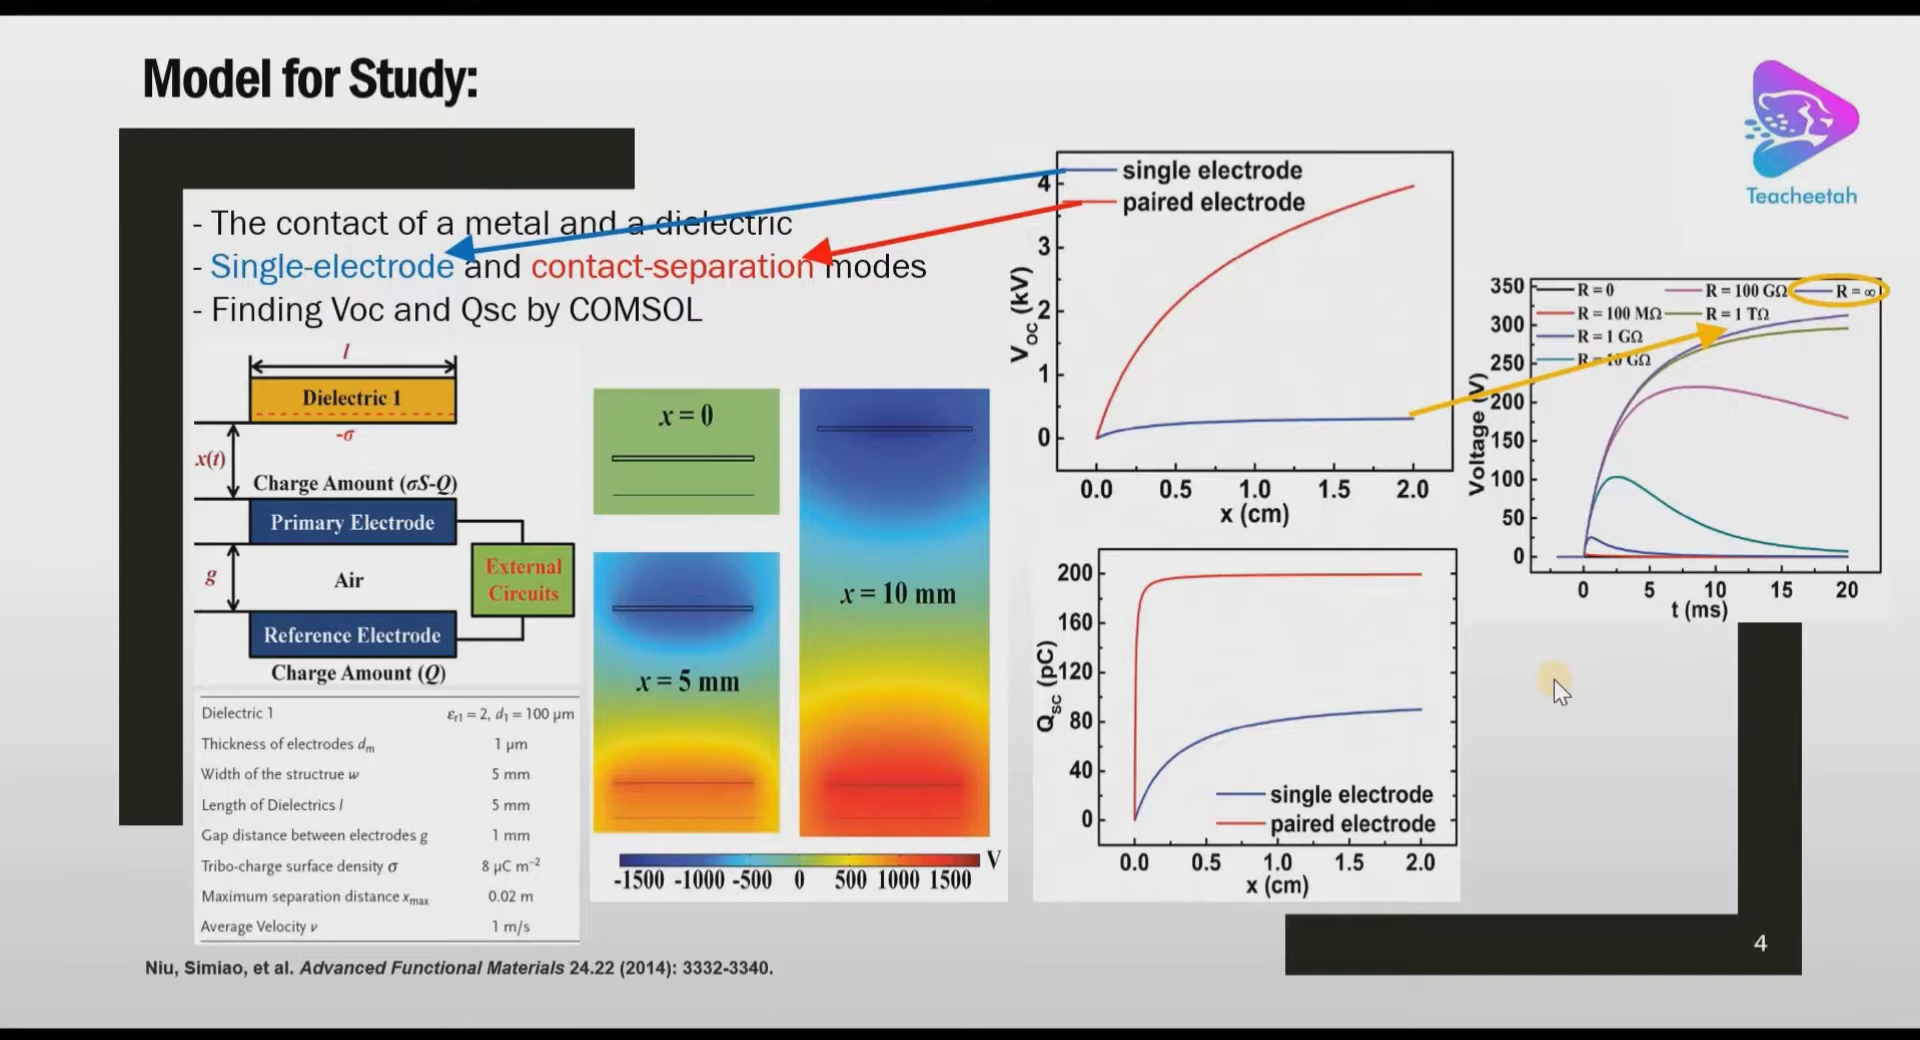 Model for Study:
Teacheetah
- The contact of a metal and a dielectric
- Single-electrode and contact-separation modes
- Finding Voc and Qsc by COMSOL
l
Dielectric 1
-σ
x(t)
Charge Amount (σS-Q)
Primary Electrode
g
Air
External
Circuits
Reference Electrode
Charge Amount (Q)
Dielectric 1 εr1 = 2, d1 = 100 μm
Thickness of electrodes dm 1 μm
Width of the structrue w 5 mm
Length of Dielectrics l 5 mm
Gap distance between electrodes g 1 mm
Tribo-charge surface density σ 8 μC m−2
Maximum separation distance xmax 0.02 m
Average Velocity v 1 m/s
x = 0
x = 5 mm
x = 10 mm
V
-1500 -1000 -500 0 500 1000 1500
single electrode
paired electrode
4
3
2
1
0
VOC (kV)
0.0 0.5 1.0 1.5 2.0
x (cm)
200
160
120
80
40
0
QSC (pC)
single electrode
paired electrode
0.0 0.5 1.0 1.5 2.0
x (cm)
R = 0 R = 100 GΩ R = ∞
R = 100 MΩ R = 1 TΩ
R = 1 GΩ
R = 10 GΩ
350
300
250
200
150
100
50
0
Voltage (V)
0 5 10 15 20
t (ms)
4
Niu, Simiao, et al. Advanced Functional Materials 24.22 (2014): 3332-3340.